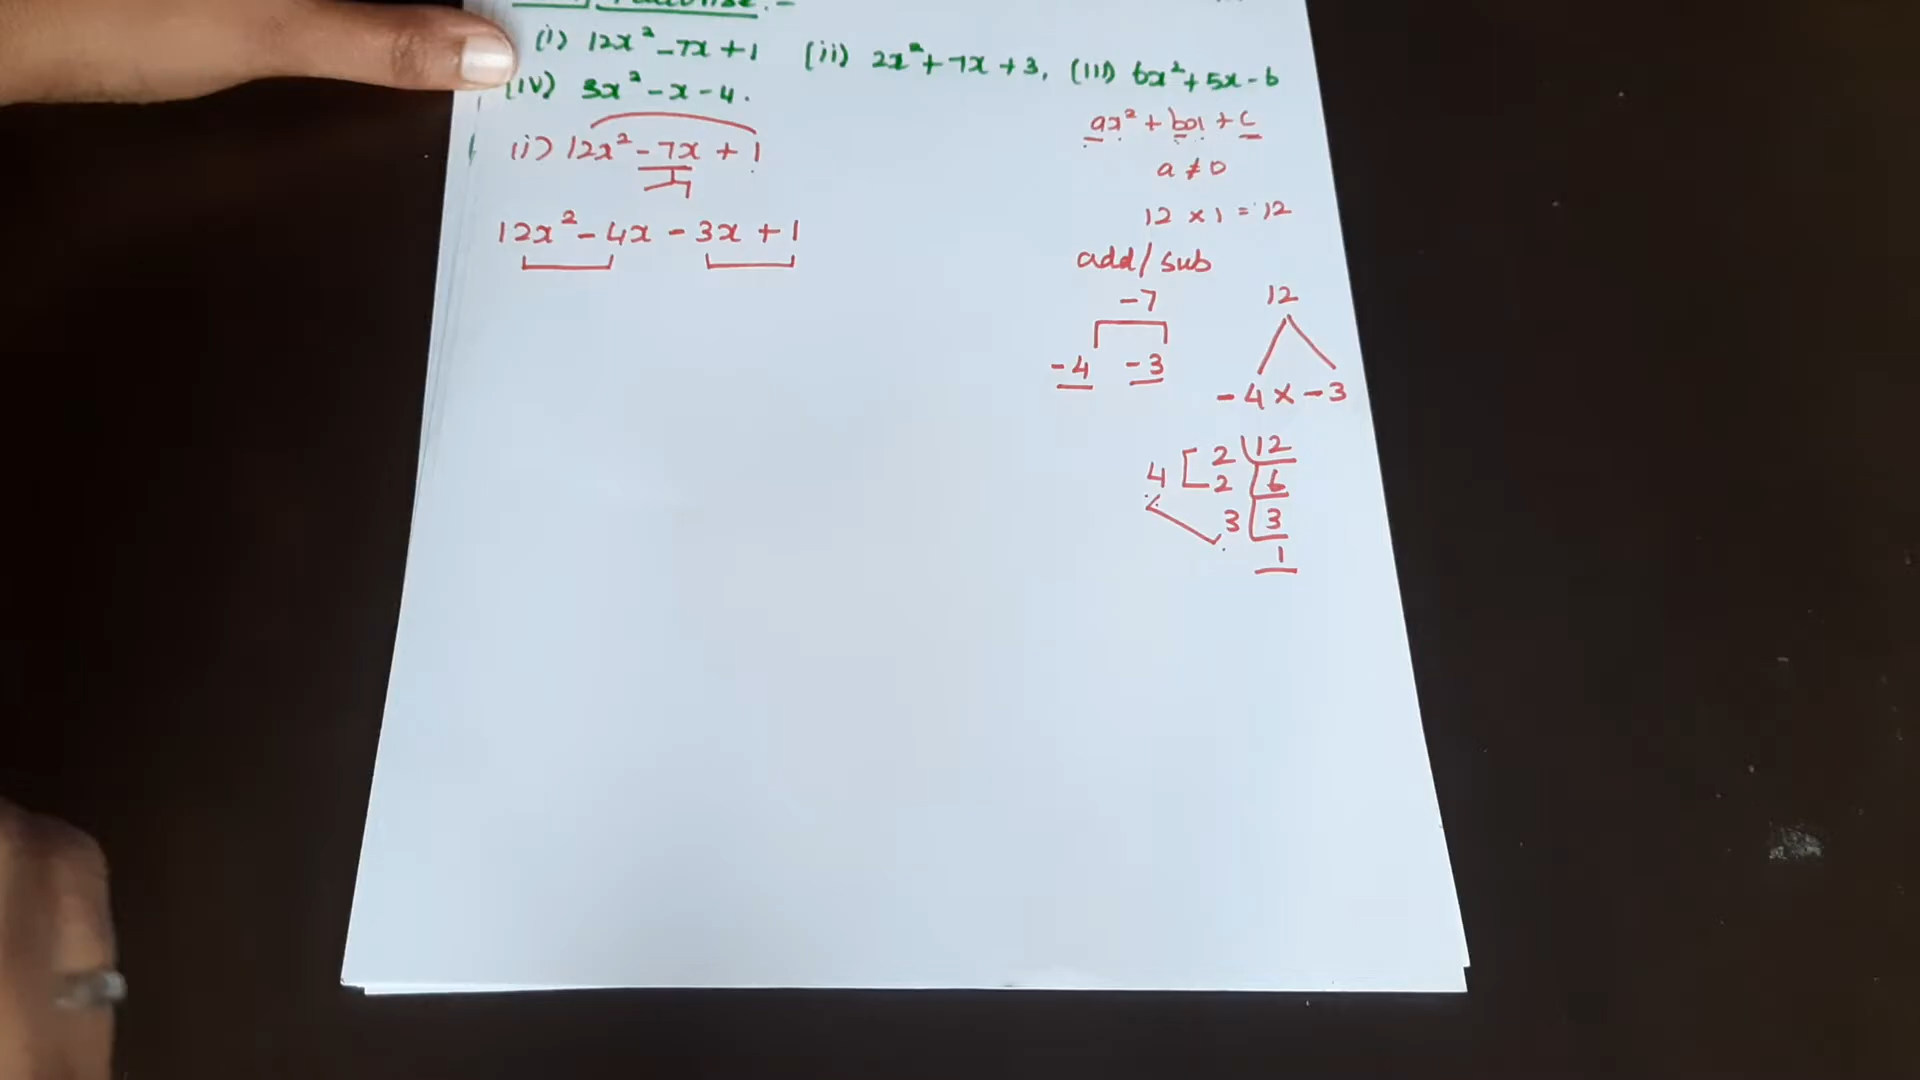 Factorise :-
(i) 12x² - 7x + 1 (ii) 2x² + 7x + 3, (iii) 6x² + 5x - 6
(iv) 3x² - x - 4.
(i) 12x² - 7x + 1
12x² - 4x - 3x + 1
ax² + bx + c
a ≠ 0
12 × 1 = 12
add/sub
-7
-4 -3
12
-4 × -3
2 12
4 2 6
3 3
1